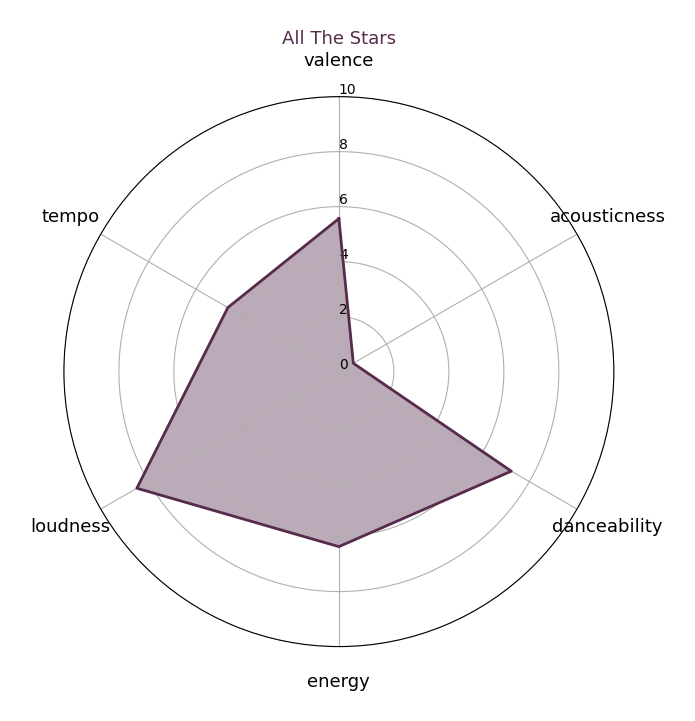 All The Stars
valence
10
8
6
4
2
0
tempo
acousticness
loudness
danceability
energy